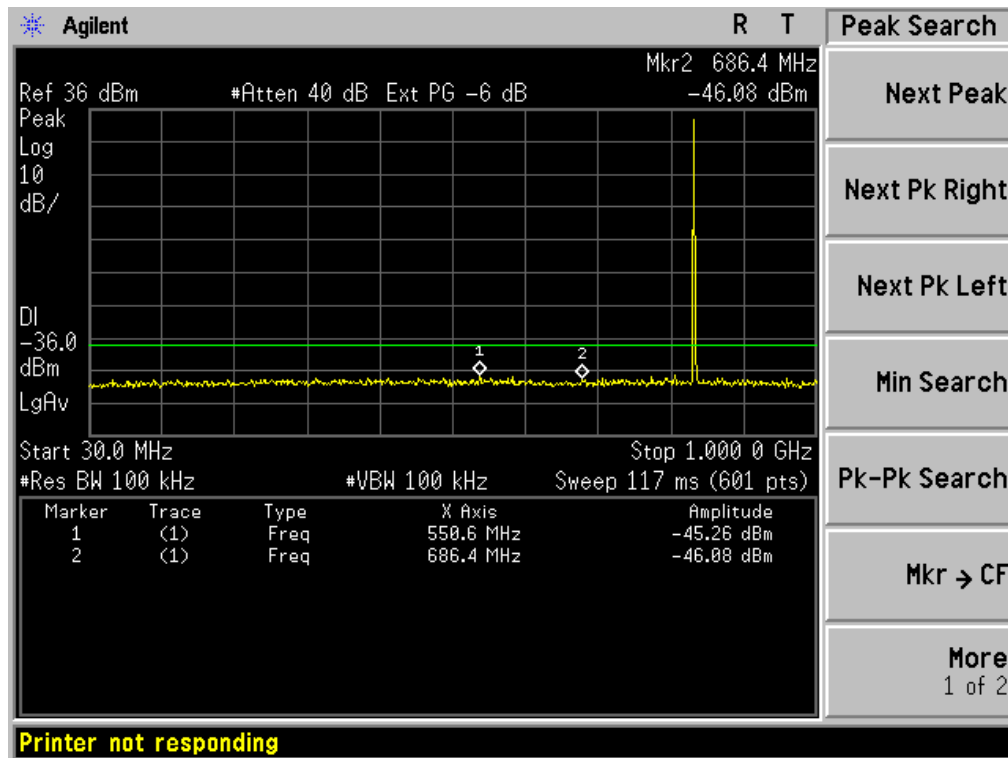 Agilent R T Peak Search
Mkr2 686.4 MHz
Ref 36 dBm #Atten 40 dB Ext PG -6 dB -46.08 dBm
Peak
Log
10
dB/
DI
-36.0
dBm
LgAv
1 2
Start 30.0 MHz Stop 1.000 0 GHz
#Res BW 100 kHz #VBW 100 kHz Sweep 117 ms (601 pts)
Marker Trace Type X Axis Amplitude
1 (1) Freq 550.6 MHz -45.26 dBm
2 (1) Freq 686.4 MHz -46.08 dBm
Next Peak
Next Pk Right
Next Pk Left
Min Search
Pk-Pk Search
Mkr → CF
More
1 of 2
Printer not responding